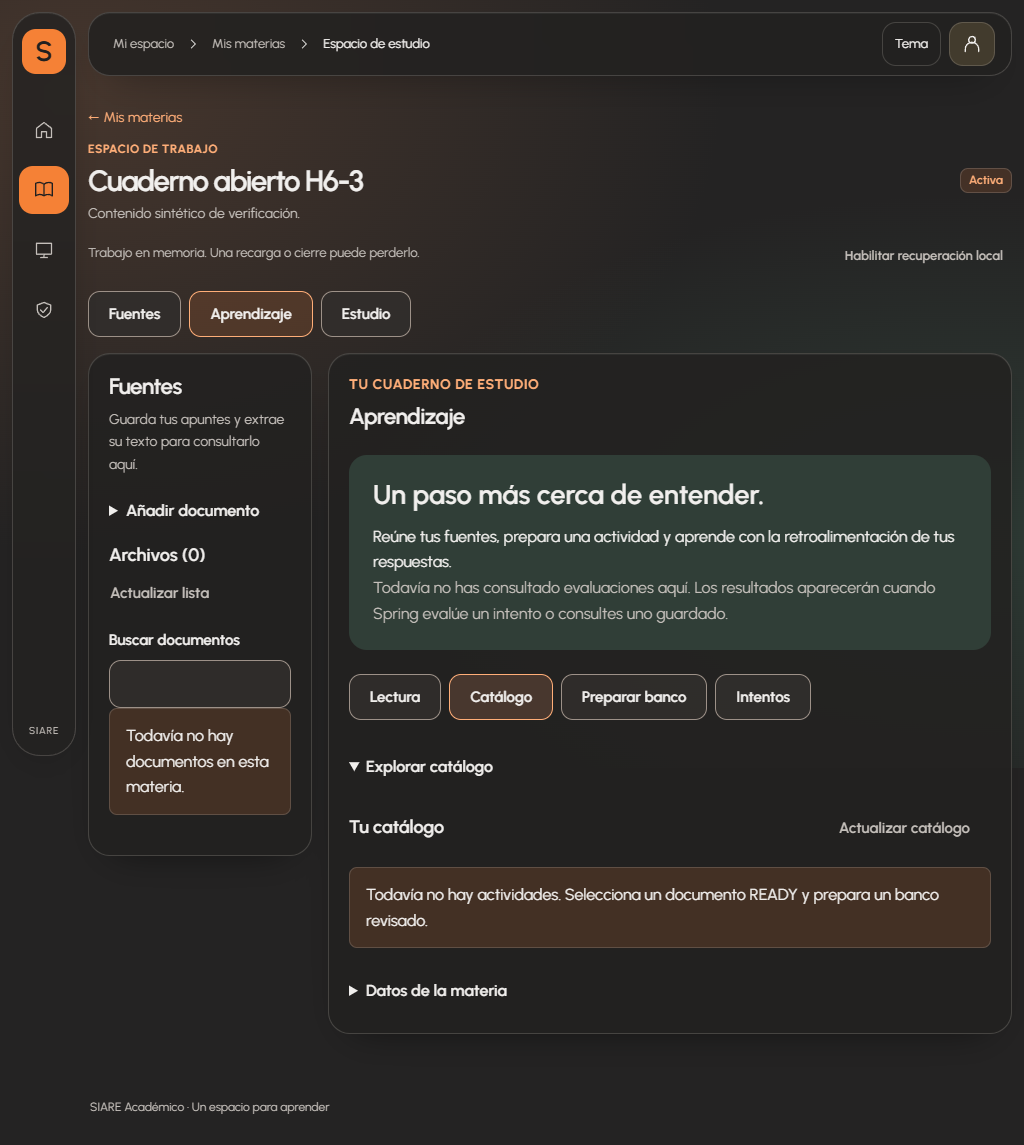 S
Mi espacio > Mis materias > Espacio de estudio
Tema
← Mis materias
ESPACIO DE TRABAJO
Cuaderno abierto H6-3
Activa
Contenido sintético de verificación.
Trabajo en memoria. Una recarga o cierre puede perderlo.
Habilitar recuperación local
Fuentes
Aprendizaje
Estudio
Fuentes
Guarda tus apuntes y extrae
su texto para consultarlo
aquí.
Añadir documento
Archivos (0)
Actualizar lista
Buscar documentos
Todavía no hay
documentos en esta
materia.
SIARE
TU CUADERNO DE ESTUDIO
Aprendizaje
Un paso más cerca de entender.
Reúne tus fuentes, prepara una actividad y aprende con la retroalimentación de tus
respuestas.
Todavía no has consultado evaluaciones aquí. Los resultados aparecerán cuando
Spring evalúe un intento o consultes uno guardado.
Lectura
Catálogo
Preparar banco
Intentos
Explorar catálogo
Tu catálogo
Actualizar catálogo
Todavía no hay actividades. Selecciona un documento READY y prepara un banco
revisado.
Datos de la materia
SIARE Académico · Un espacio para aprender